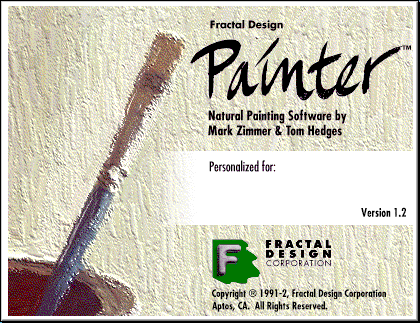 Fractal Design
Painter™
Natural Painting Software by
Mark Zimmer & Tom Hedges
Personalized for:
Version 1.2
FRACTAL
DESIGN
CORPORATION
Copyright ® 1991-2, Fractal Design Corporation
Aptos, CA. All Rights Reserved.